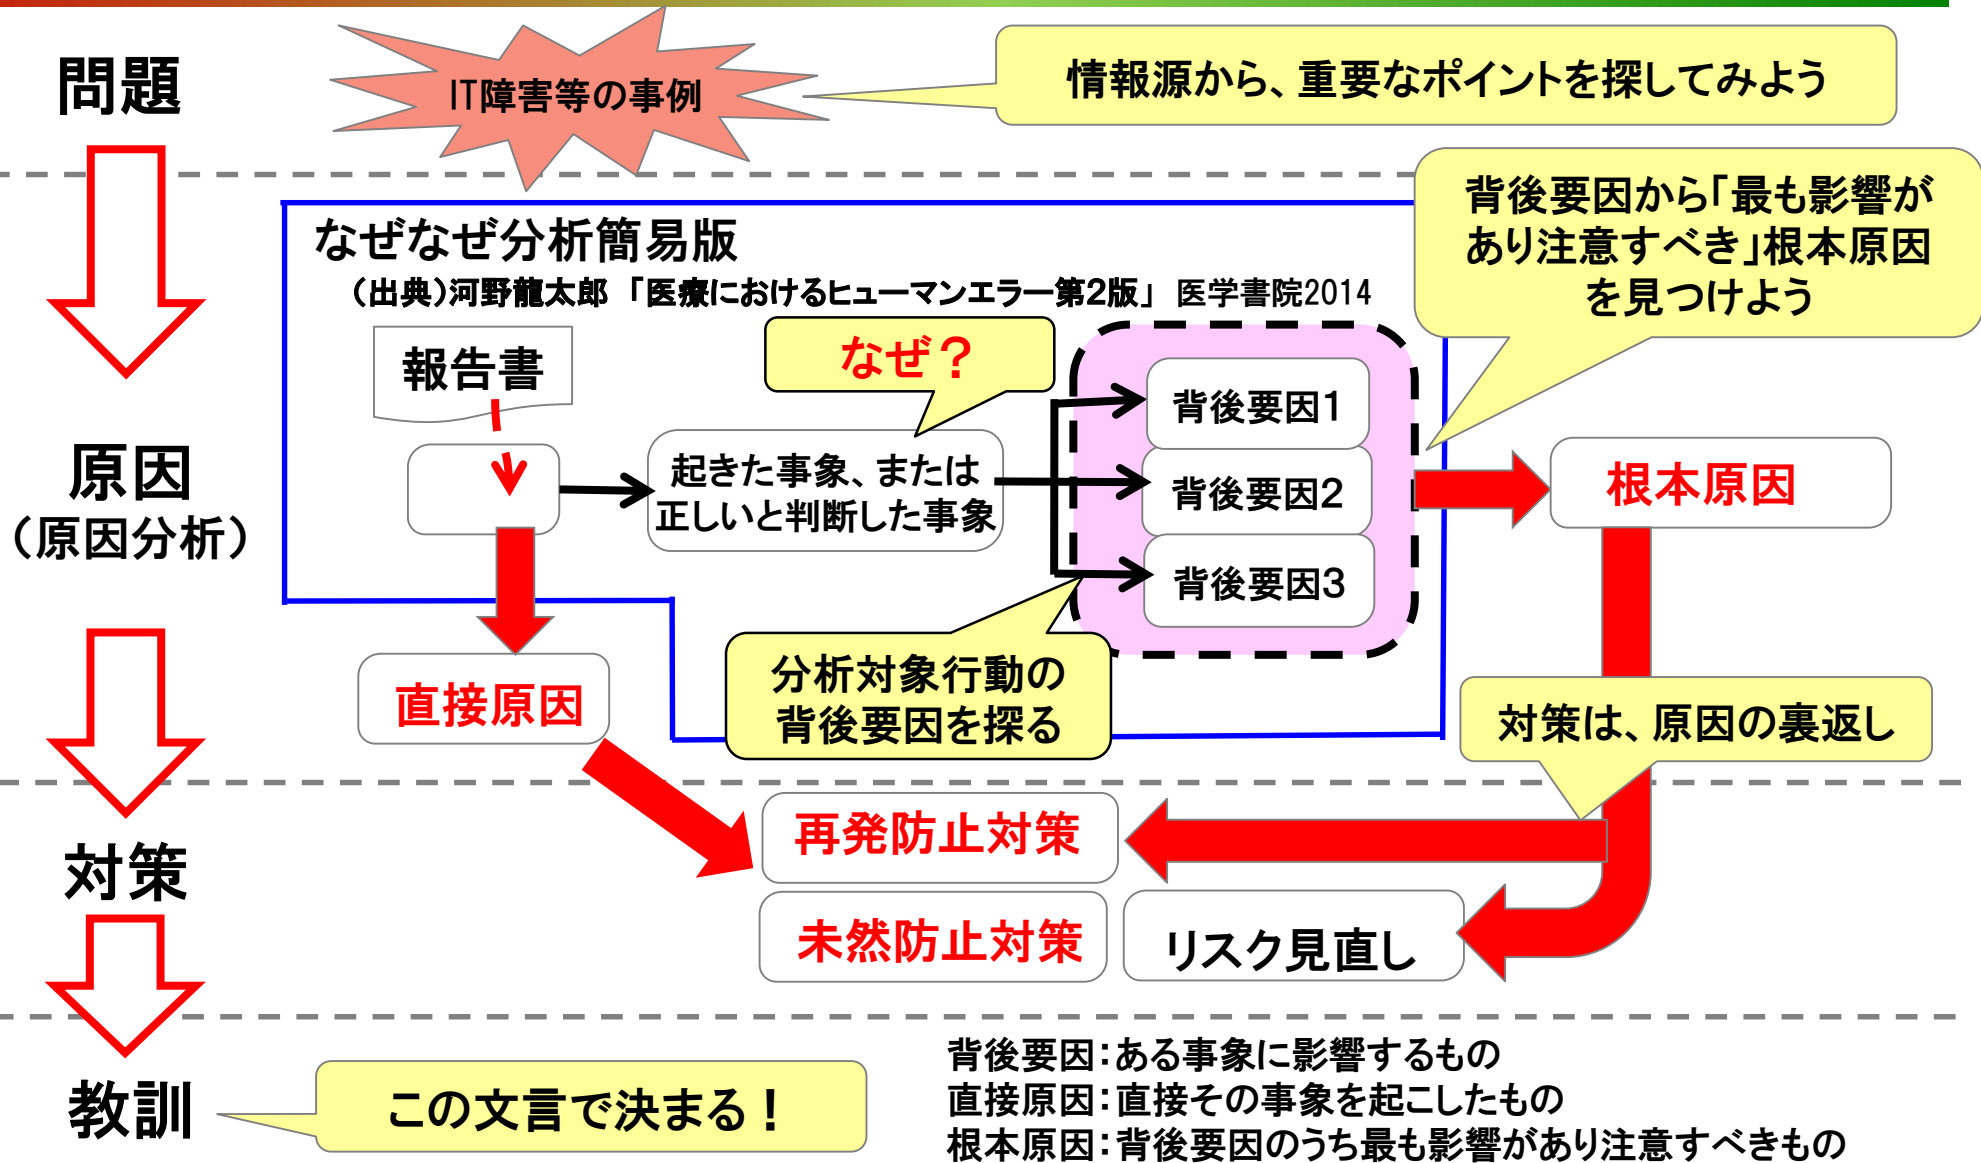 問題
IT障害等の事例
情報源から、重要なポイントを探してみよう
背後要因から「最も影響が
あり注意すべき」根本原因
を見つけよう
なぜなぜ分析簡易版
（出典）河野龍太郎 「医療におけるヒューマンエラー第2版」 医学書院2014
報告書
なぜ？
原因
（原因分析）
起きた事象、または
正しいと判断した事象
背後要因1
背後要因2
背後要因3
根本原因
直接原因
分析対象行動の
背後要因を探る
対策は、原因の裏返し
対策
再発防止対策
未然防止対策
リスク見直し
教訓
この文言で決まる！
背後要因：ある事象に影響するもの
直接原因：直接その事象を起こしたもの
根本原因：背後要因のうち最も影響があり注意すべきもの